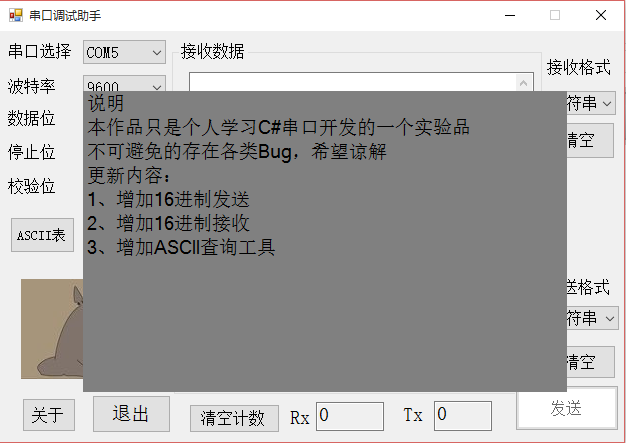 串口调试助手
串口选择 COM5 接收数据 接收格式
波特率 9600
数据位 符串
停止位 清空
校验位
ASCII表
说明
本作品只是个人学习C#串口开发的一个实验品
不可避免的存在各类Bug，希望谅解
更新内容：
1、增加16进制发送
2、增加16进制接收
3、增加ASCII查询工具
送格式
符串
清空
关于 退出 清空计数 Rx 0 Tx 0 发送